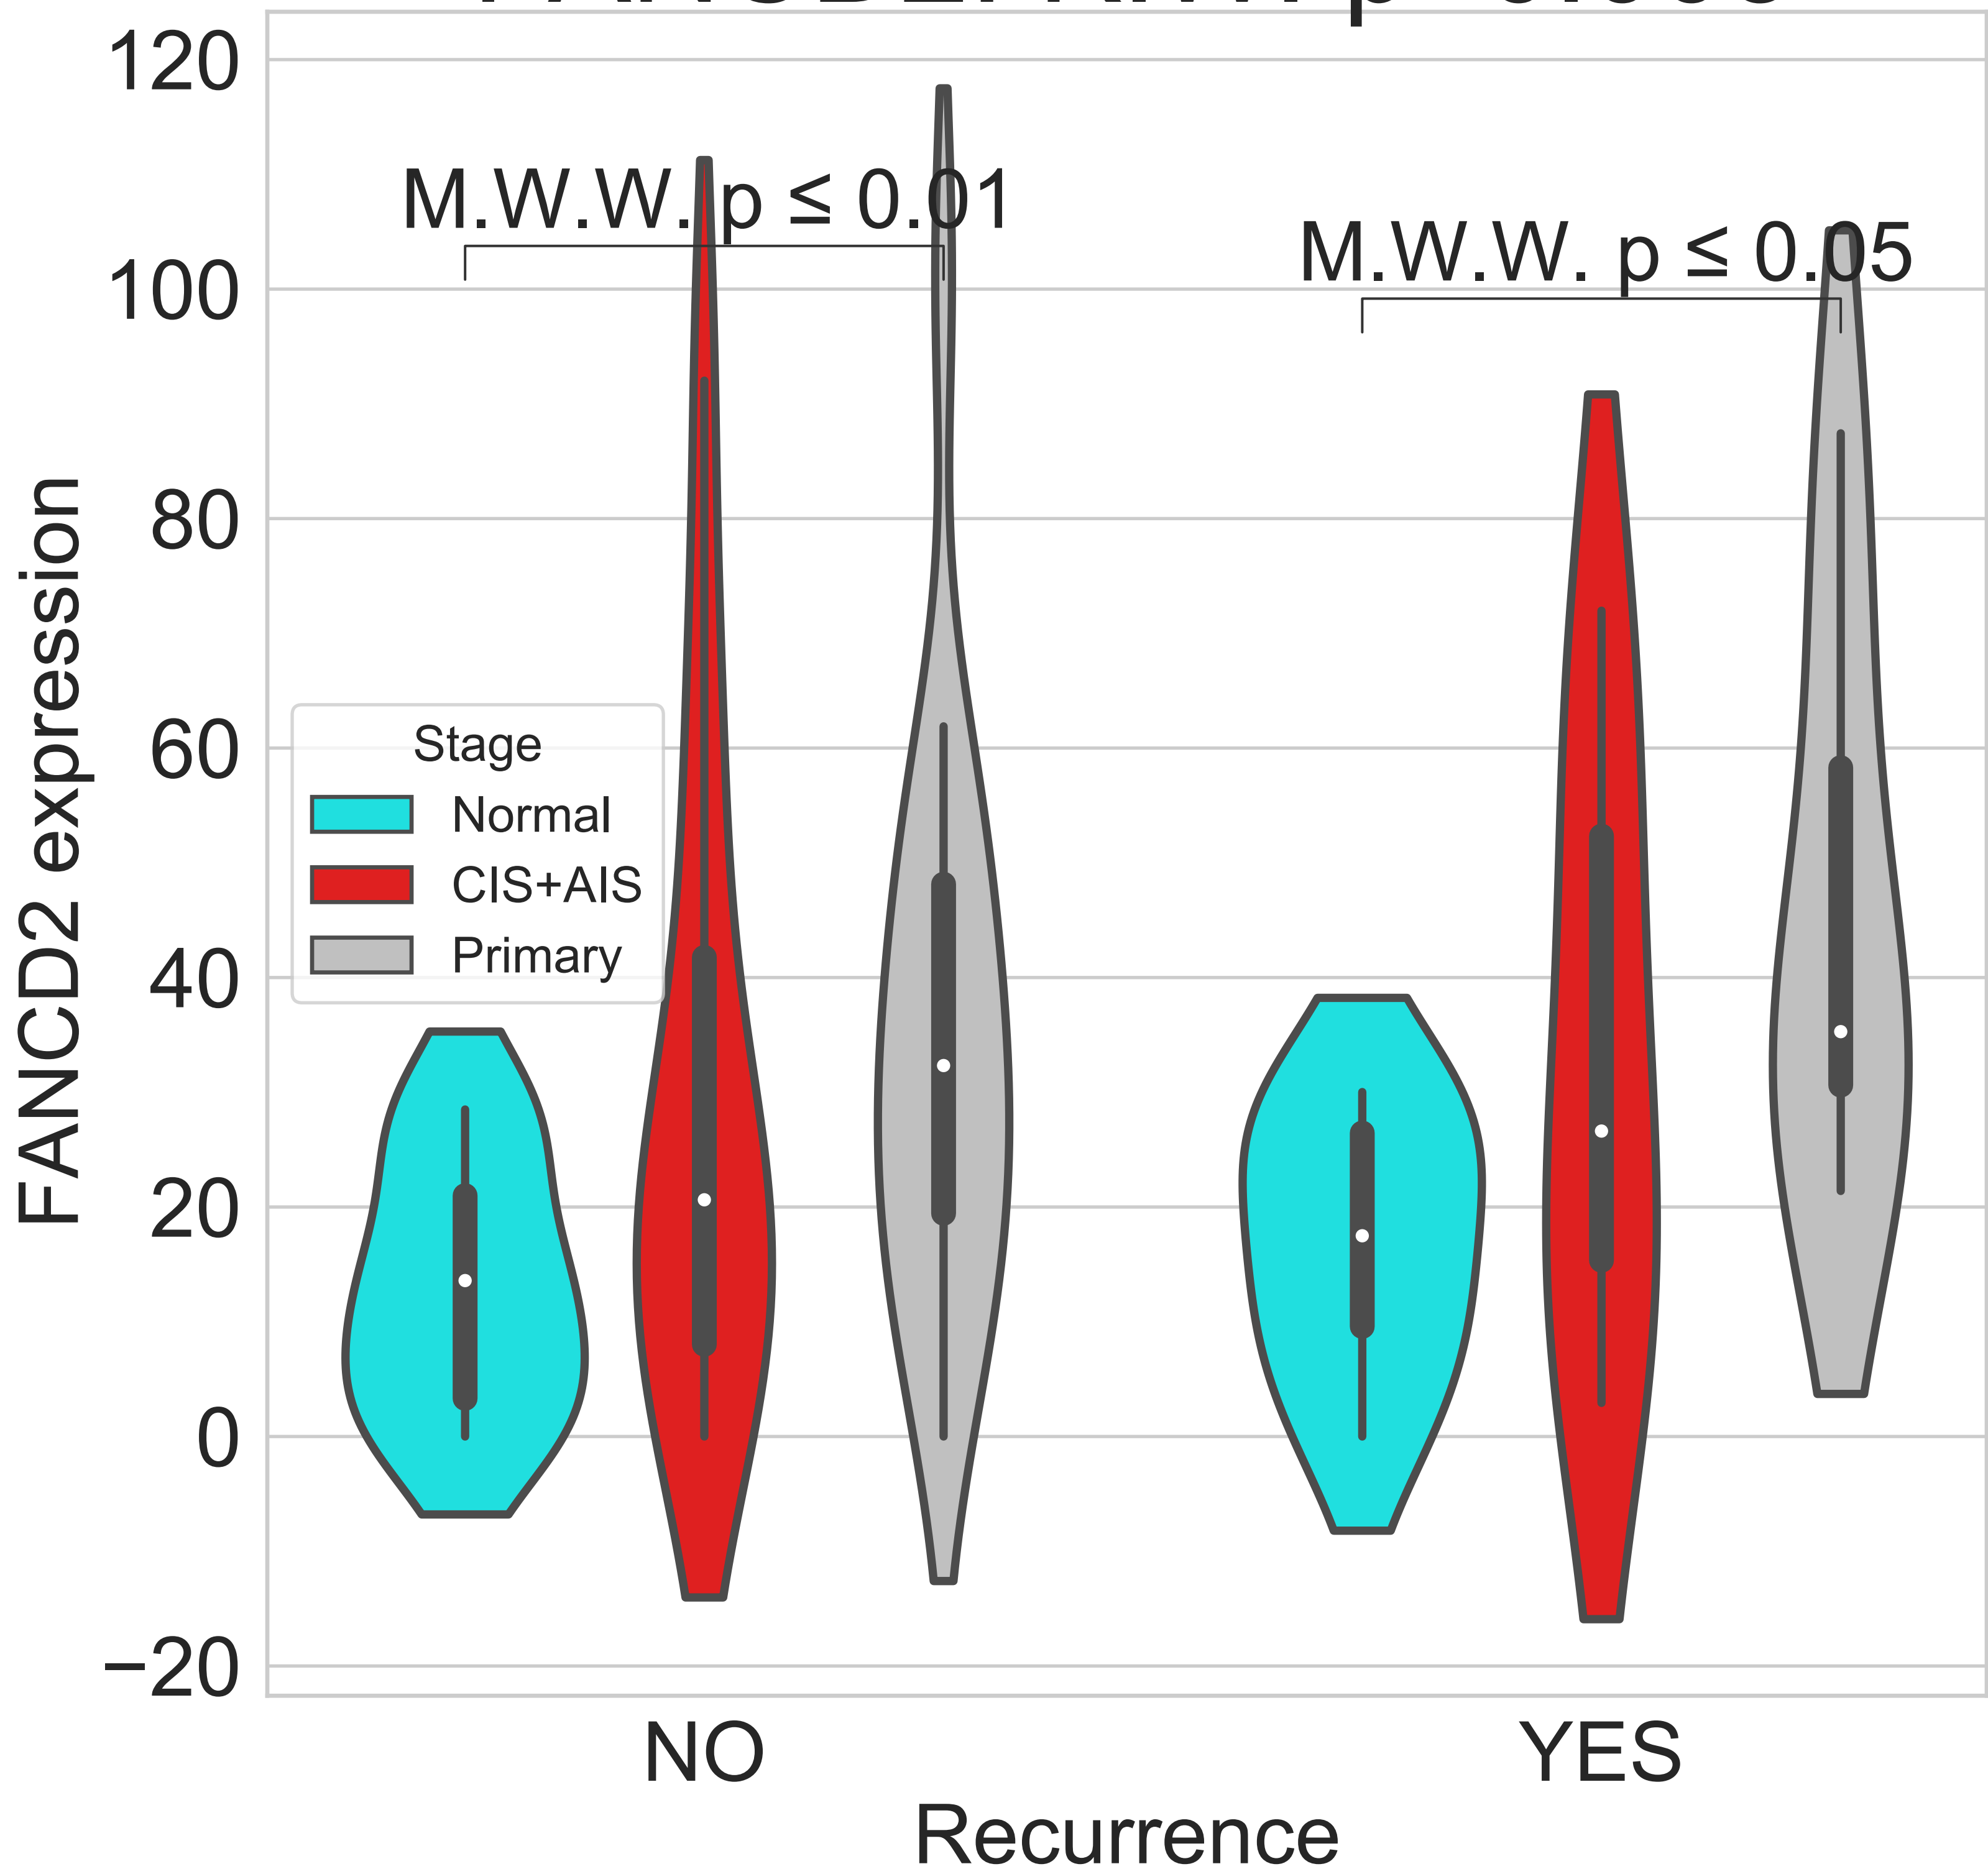 120
100
80
60
40
20
0
−20
FANCD2 expression
M.W.W. p ≤ 0.01
M.W.W. p ≤ 0.05
Stage
Normal
CIS+AIS
Primary
NO
YES
Recurrence